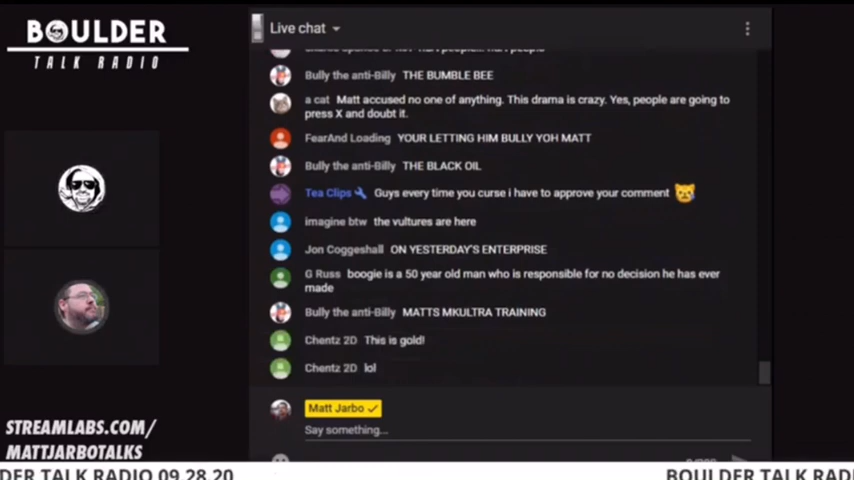 BOULDER
TALK RADIO
Live chat
Bully the anti-Billy THE BUMBLE BEE
a cat Matt accused no one of anything. This drama is crazy. Yes, people are going to
press X and doubt it.
FearAnd Loading YOUR LETTING HIM BULLY YOH MATT
Bully the anti-Billy THE BLACK OIL
Tea Clips Guys every time you curse i have to approve your comment
imagine btw the vultures are here
Jon Coggeshall ON YESTERDAY'S ENTERPRISE
G Russ boogie is a 50 year old man who is responsible for no decision he has ever
made
Bully the anti-Billy MATTS MKULTRA TRAINING
Chentz 2D This is gold!
Chentz 2D lol
Matt Jarbo
Say something...
STREAMLABS.COM/
MATTJARBOTALKS
DER TALK RADIO 09.28.20
BOULDER TALK RADI